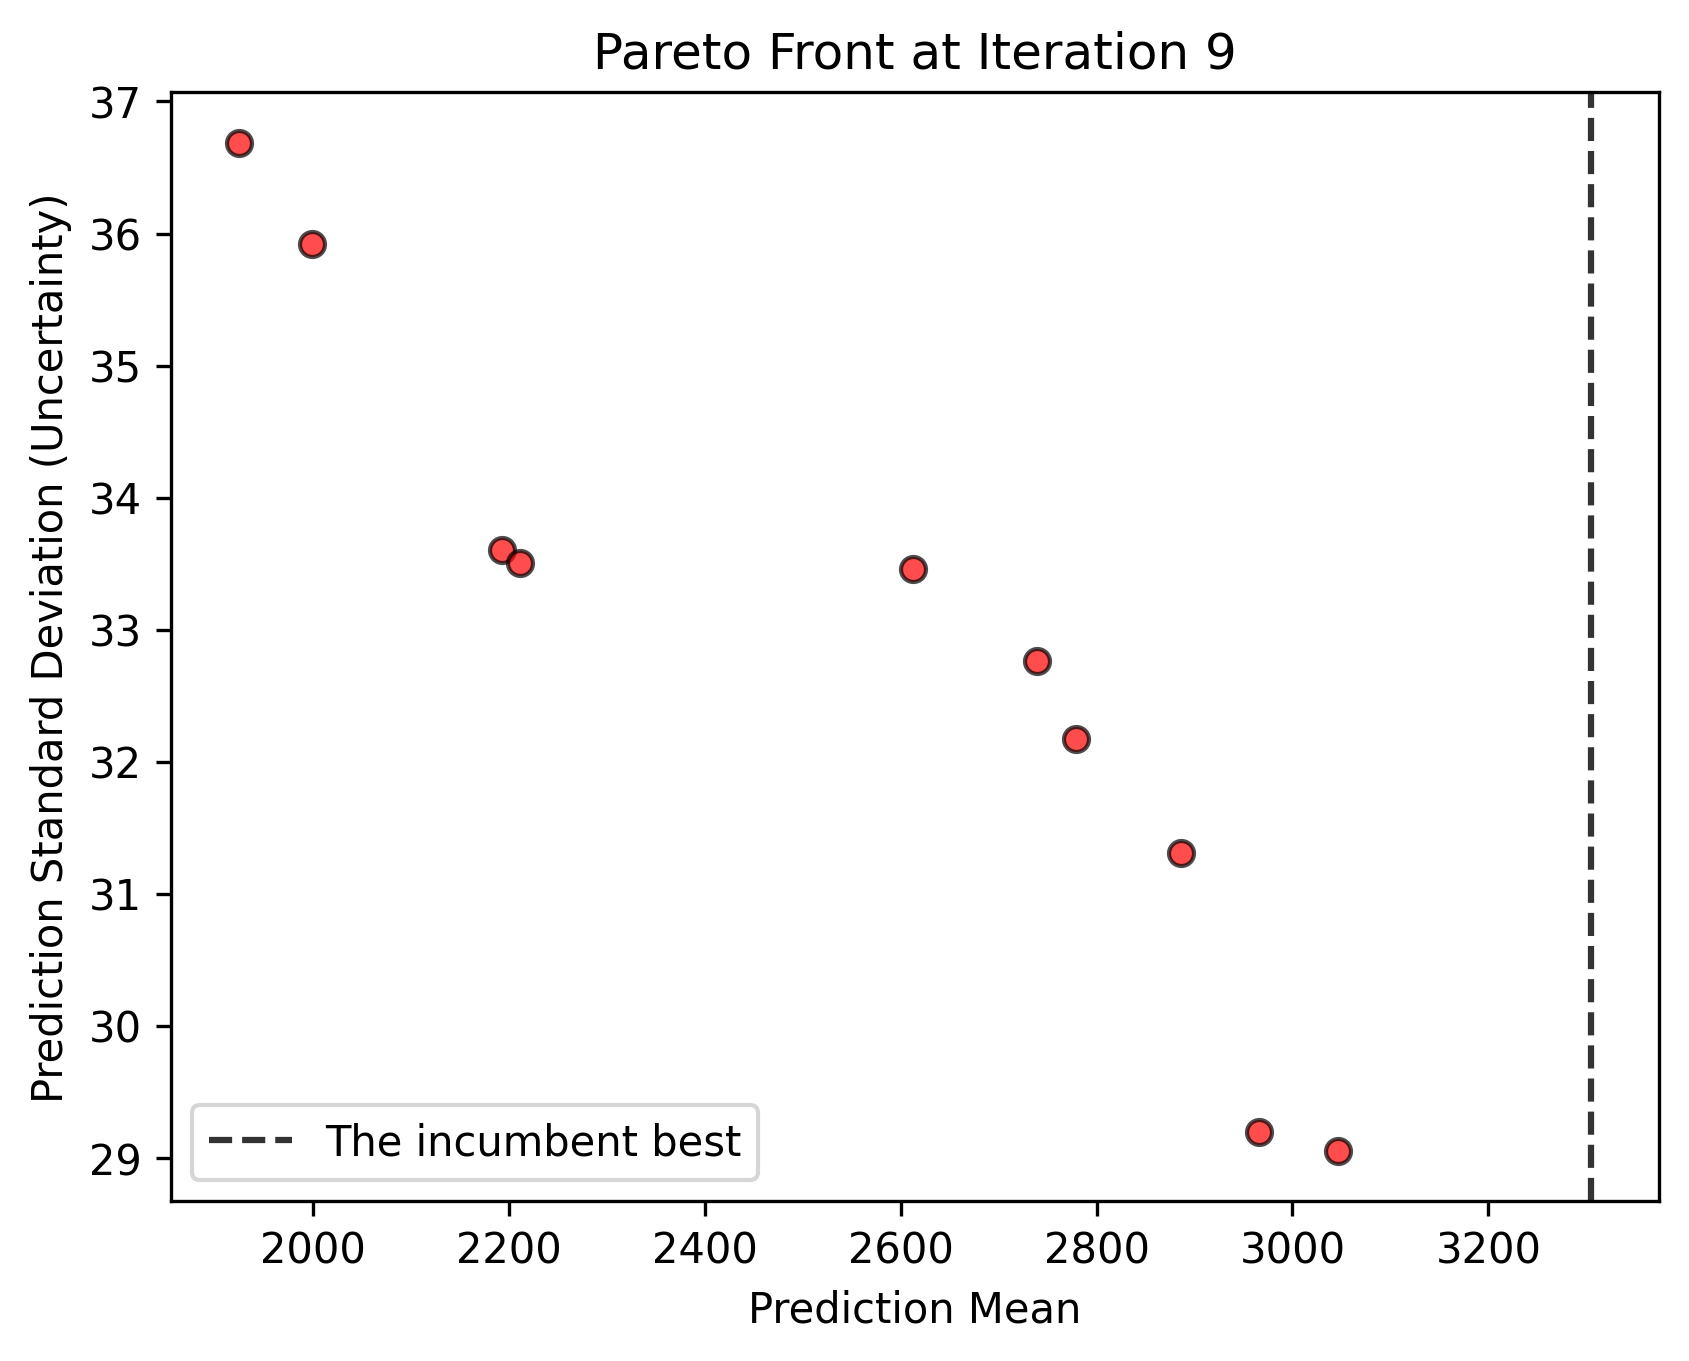 Pareto Front at Iteration 9
Prediction Standard Deviation (Uncertainty)
37
36
35
34
33
32
31
30
29
The incumbent best
2000 2200 2400 2600 2800 3000 3200
Prediction Mean